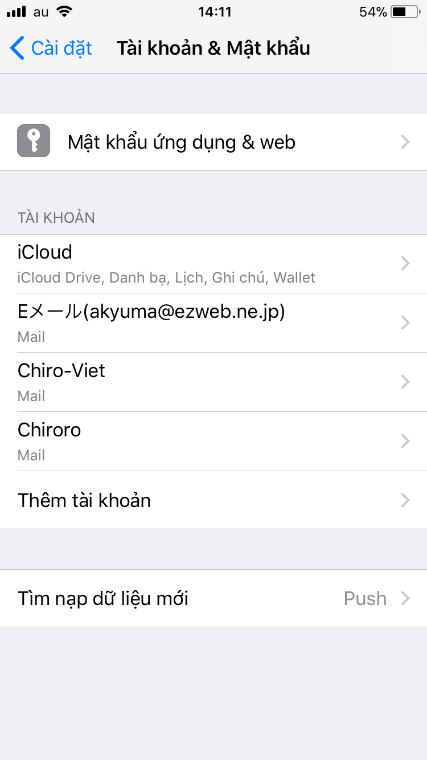 au 14:11 54%
Cài đặt Tài khoản & Mật khẩu
Mật khẩu ứng dụng & web
TÀI KHOẢN
iCloud
iCloud Drive, Danh bạ, Lịch, Ghi chú, Wallet
Eメール(akyuma@ezweb.ne.jp)
Mail
Chiro-Viet
Mail
Chiroro
Mail
Thêm tài khoản
Tìm nạp dữ liệu mới Push